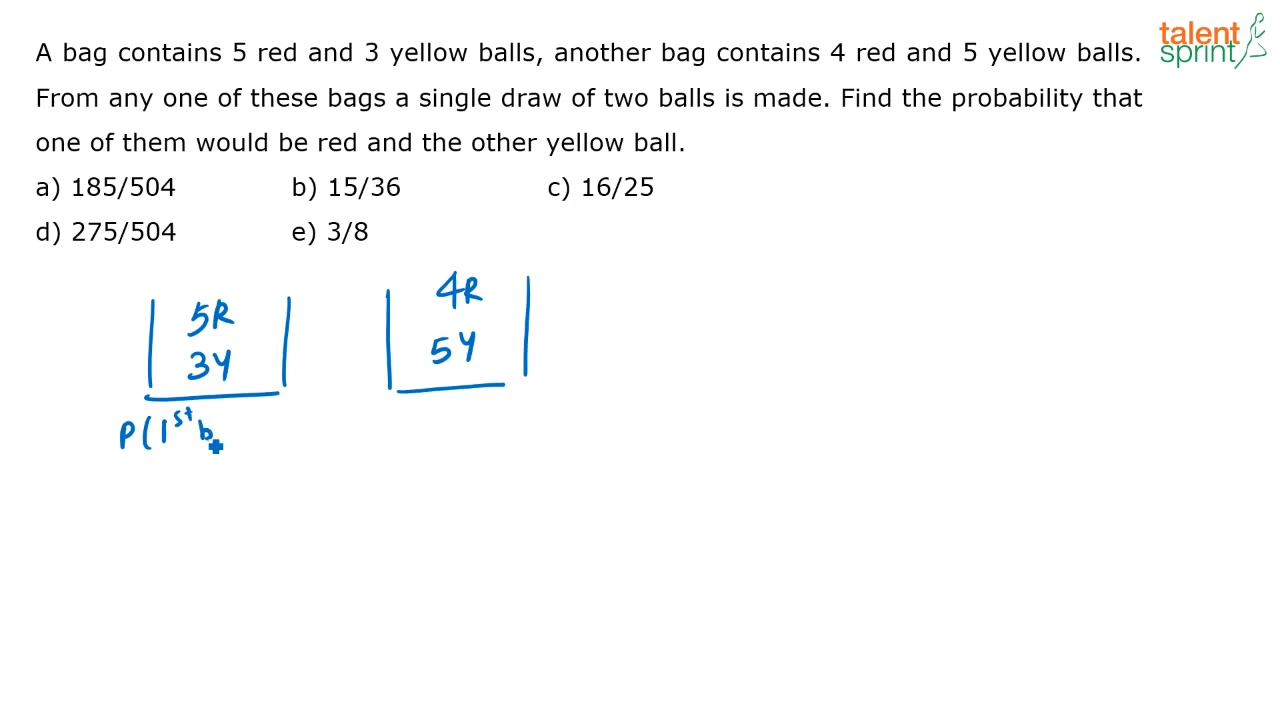 talent
sprint
A bag contains 5 red and 3 yellow balls, another bag contains 4 red and 5 yellow balls.
From any one of these bags a single draw of two balls is made. Find the probability that
one of them would be red and the other yellow ball.
a) 185/504 b) 15/36 c) 16/25
d) 275/504 e) 3/8
5R
3Y
4R
5Y
P(1st b